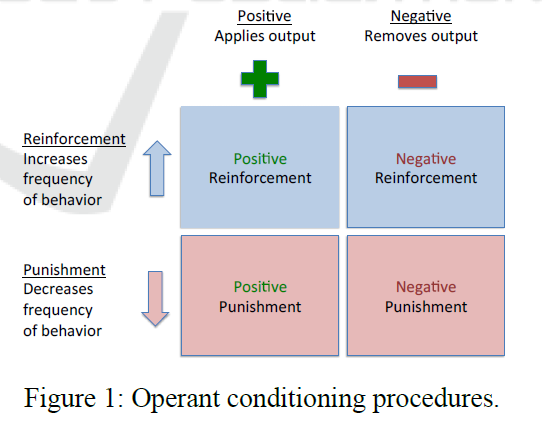 Positive
Applies output
Negative
Removes output
Reinforcement
Increases
frequency
of behavior
Positive
Reinforcement
Negative
Reinforcement
Punishment
Decreases
frequency
of behavior
Positive
Punishment
Negative
Punishment
Figure 1: Operant conditioning procedures.